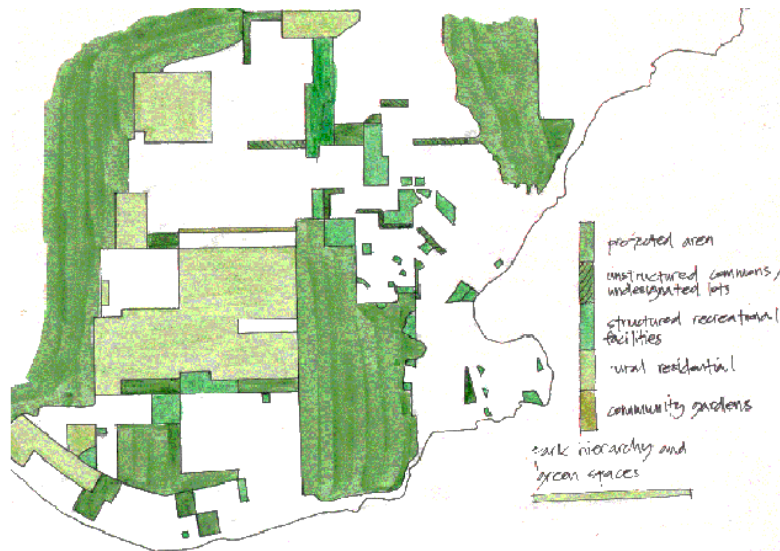 protected area
unstructured commons/
undesignated lots
structured recreational
facilities
rural residential
community gardens
park hierarchy and
green spaces